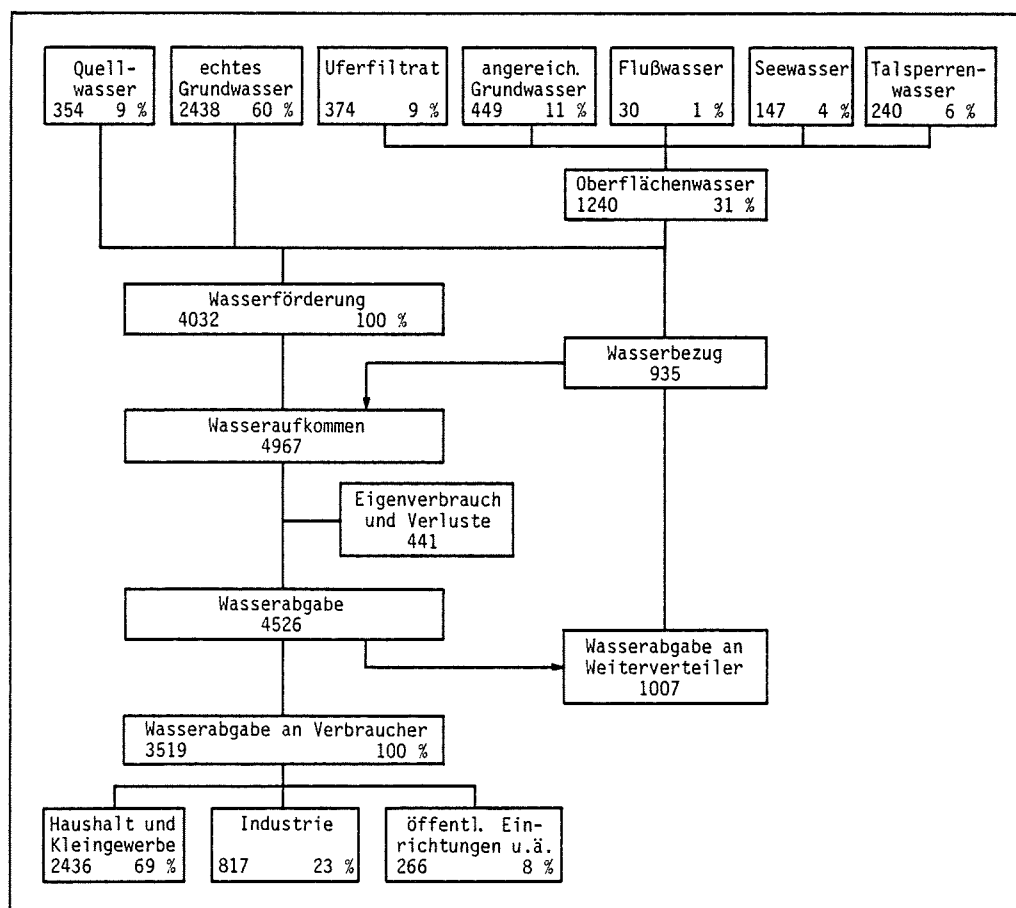 Quell-
wasser
354 9 %
echtes
Grundwasser
2438 60 %
Uferfiltrat
374 9 %
angereich.
Grundwasser
449 11 %
Flußwasser
30 1 %
Seewasser
147 4 %
Talsperren-
wasser
240 6 %
Oberflächenwasser
1240 31 %
Wasserförderung
4032 100 %
Wasserbezug
935
Wasseraufkommen
4967
Eigenverbrauch
und Verluste
441
Wasserabgabe
4526
Wasserabgabe an
Weiterverteiler
1007
Wasserabgabe an Verbraucher
3519 100 %
Haushalt und
Kleingewerbe
2436 69 %
Industrie
817 23 %
öffentl. Ein-
richtungen u.ä.
266 8 %